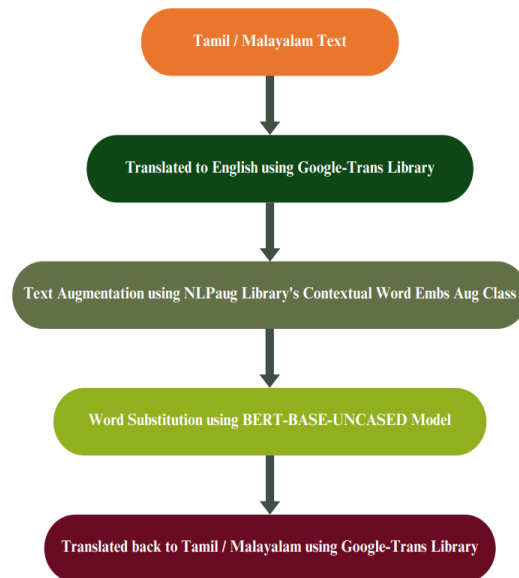 Tamil / Malayalam Text
Translated to English using Google-Trans Library
Text Augmentation using NLPaug Library's Contextual Word Embs Aug Class
Word Substitution using BERT-BASE-UNCASED Model
Translated back to Tamil / Malayalam using Google-Trans Library